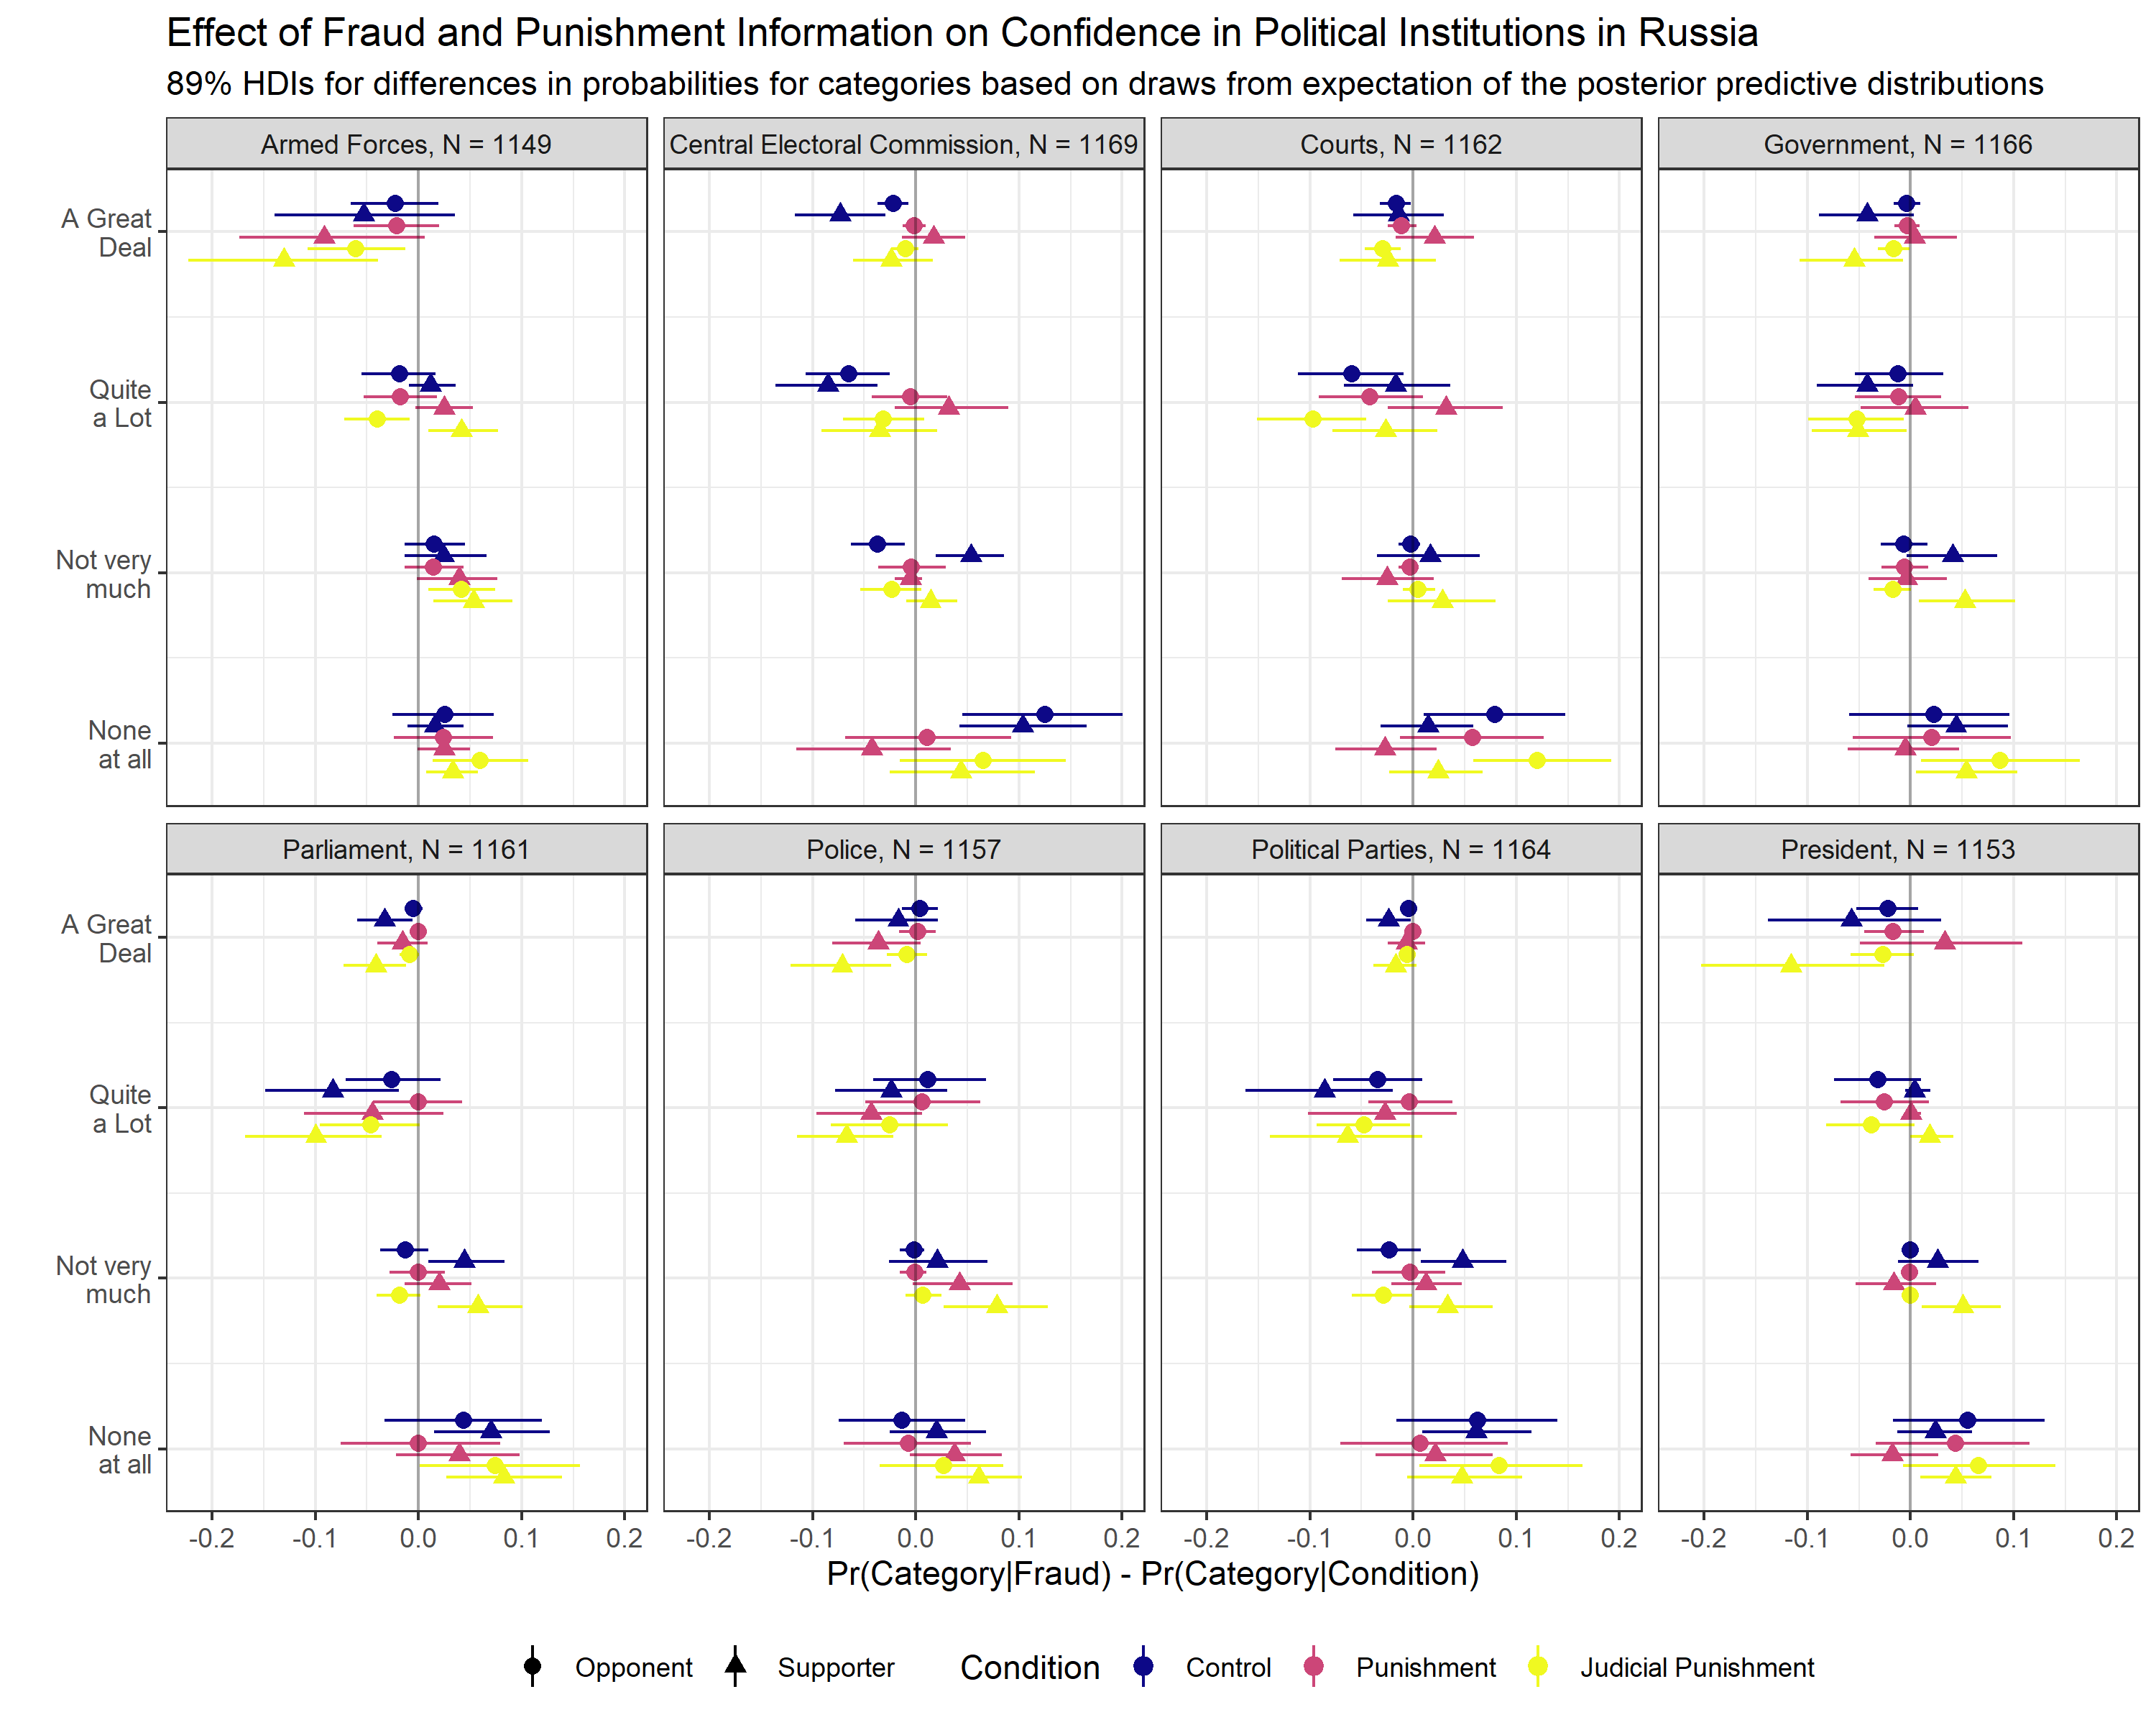 Effect of Fraud and Punishment Information on Confidence in Political Institutions in Russia
89% HDIs for differences in probabilities for categories based on draws from expectation of the posterior predictive distributions
Armed Forces, N = 1149
Central Electoral Commission, N = 1169
Courts, N = 1162
Government, N = 1166
A Great
Deal
Quite
a Lot
Not very
much
None
at all
Parliament, N = 1161
Police, N = 1157
Political Parties, N = 1164
President, N = 1153
A Great
Deal
Quite
a Lot
Not very
much
None
at all
-0.2 -0.1 0.0 0.1 0.2
-0.2 -0.1 0.0 0.1 0.2
-0.2 -0.1 0.0 0.1 0.2
-0.2 -0.1 0.0 0.1 0.2
Pr(Category|Fraud) - Pr(Category|Condition)
Opponent Supporter Condition Control Punishment Judicial Punishment